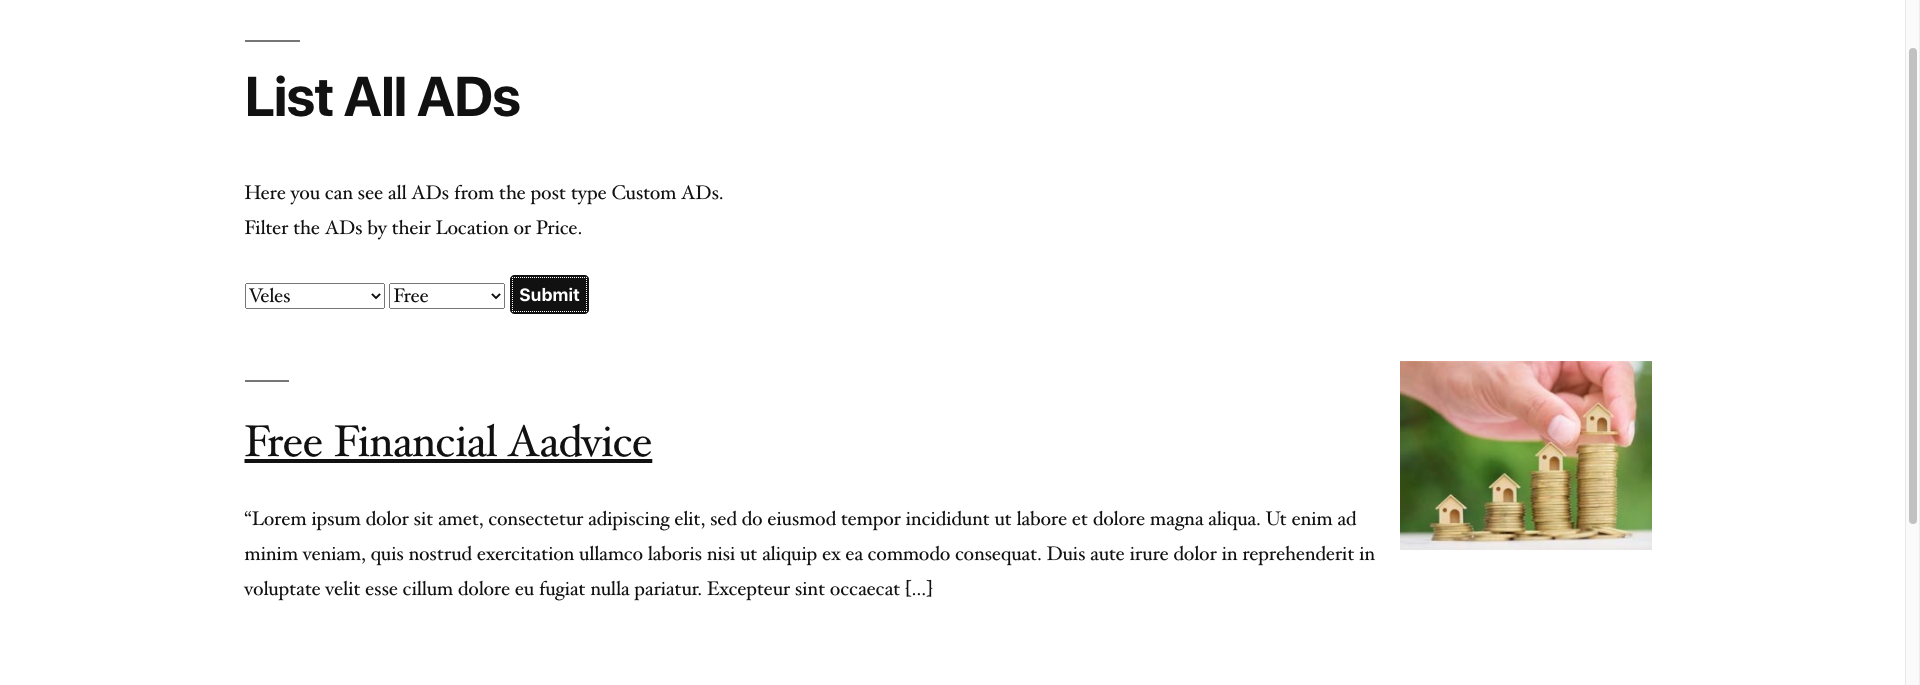 List All ADs
Here you can see all ADs from the post type Custom ADs.
Filter the ADs by their Location or Price.
Veles Free Submit
Free Financial Aadvice
“Lorem ipsum dolor sit amet, consectetur adipiscing elit, sed do eiusmod tempor incididunt ut labore et dolore magna aliqua. Ut enim ad
minim veniam, quis nostrud exercitation ullamco laboris nisi ut aliquip ex ea commodo consequat. Duis aute irure dolor in reprehenderit in
voluptate velit esse cillum dolore eu fugiat nulla pariatur. Excepteur sint occaecat […]